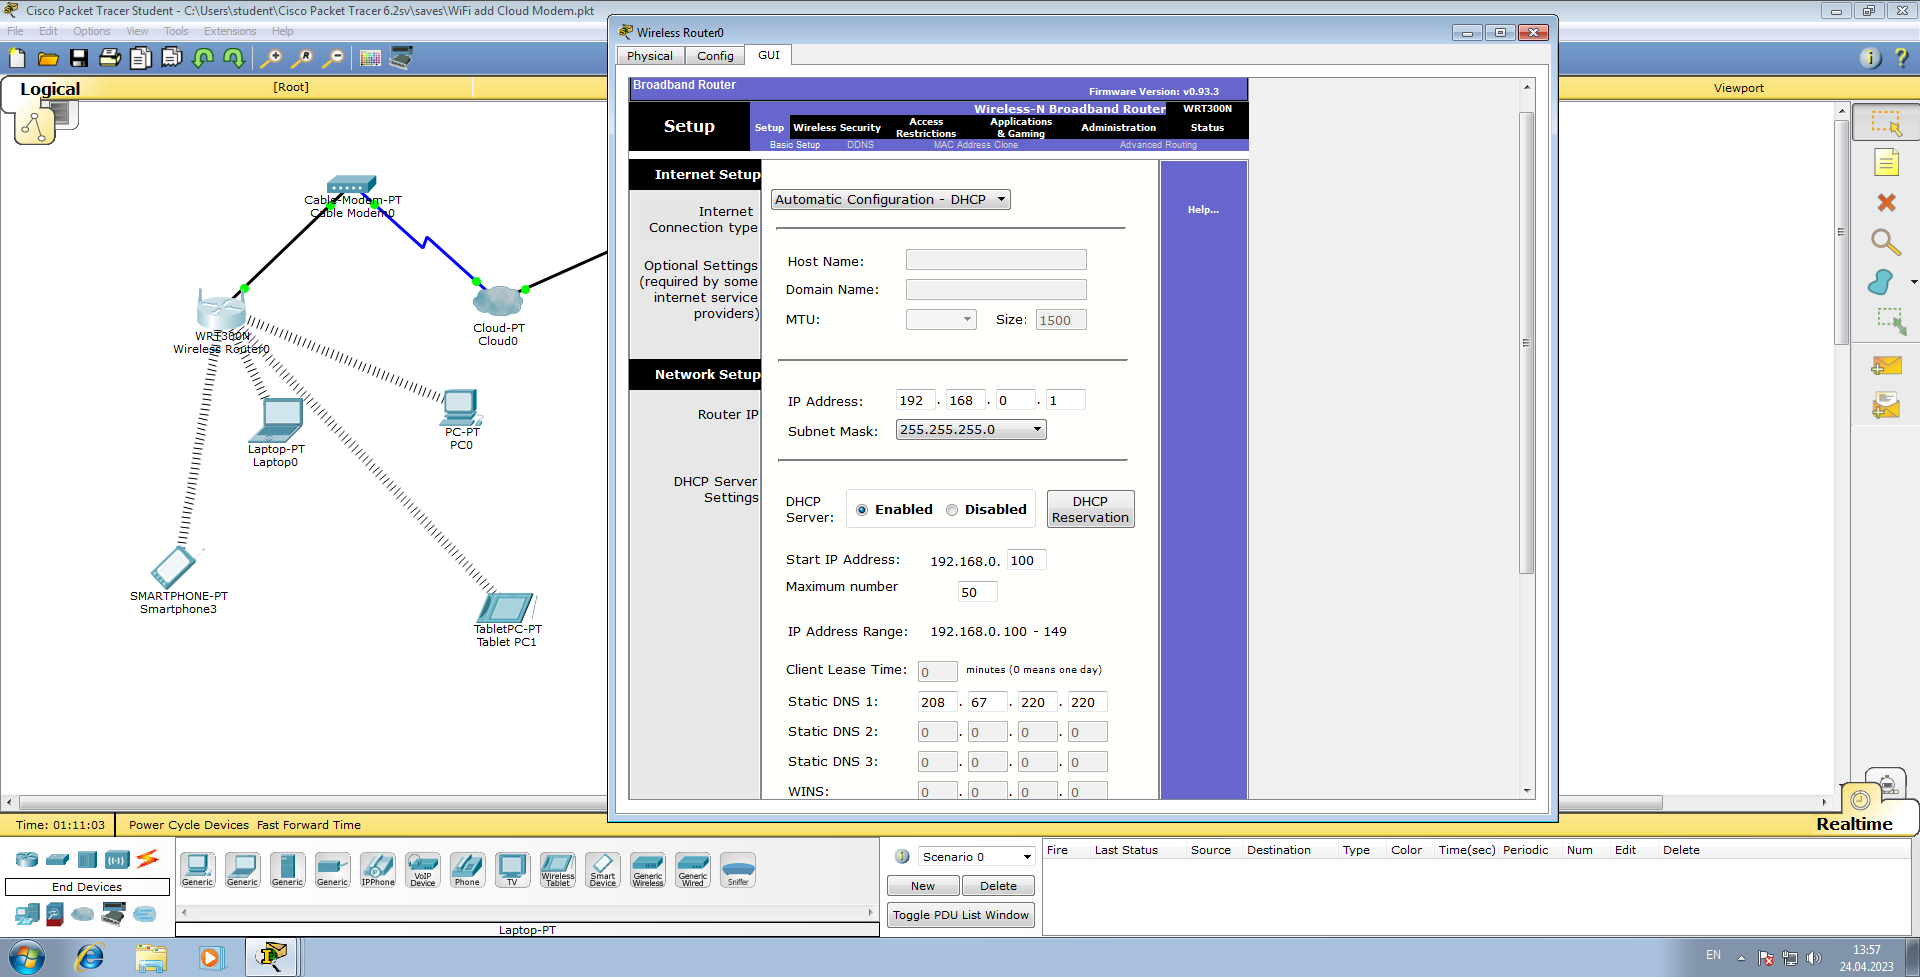 Cisco Packet Tracer Student - C:\Users\student\Cisco Packet Tracer 6.2sv\saves\WiFi add Cloud Modem.pkt
File Edit Options View Tools Extensions Help
Logical
[Root]
Viewport
Cable-Modem-PT
Cable Modem0
WRT300N
Wireless Router0
Cloud-PT
Cloud0
Laptop-PT
Laptop0
PC-PT
PC0
SMARTPHONE-PT
Smartphone3
TabletPC-PT
Tablet PC1
Wireless Router0
Physical Config GUI
Broadband Router
Firmware Version: v0.93.3
Wireless-N Broadband Router WRT300N
Setup
Setup Wireless Security Access Restrictions Applications & Gaming Administration Status
Basic Setup DDNS MAC Address Clone Advanced Routing
Internet Setup
Internet
Connection type
Automatic Configuration - DHCP
Help...
Optional Settings
(required by some
internet service
providers)
Host Name:
Domain Name:
MTU: Size: 1500
Network Setup
Router IP
IP Address: 192 . 168 . 0 . 1
Subnet Mask: 255.255.255.0
DHCP Server
Settings
DHCP
Server:
Enabled Disabled
DHCP
Reservation
Start IP Address: 192.168.0. 100
Maximum number 50
IP Address Range: 192.168.0.100 - 149
Client Lease Time: 0 minutes (0 means one day)
Static DNS 1: 208 . 67 . 220 . 220
Static DNS 2: 0 . 0 . 0 . 0
Static DNS 3: 0 . 0 . 0 . 0
WINS: 0 . 0 . 0 . 0
Time: 01:11:03 Power Cycle Devices Fast Forward Time
Realtime
End Devices
Generic Generic Generic Generic IPPhone VoIP Device Phone TV Wireless Tablet Smart Device Generic Wireless Generic Wired Sniffer
Laptop-PT
Scenario 0
New Delete
Toggle PDU List Window
Fire Last Status Source Destination Type Color Time(sec) Periodic Num Edit Delete
EN
13:57
24.04.2023